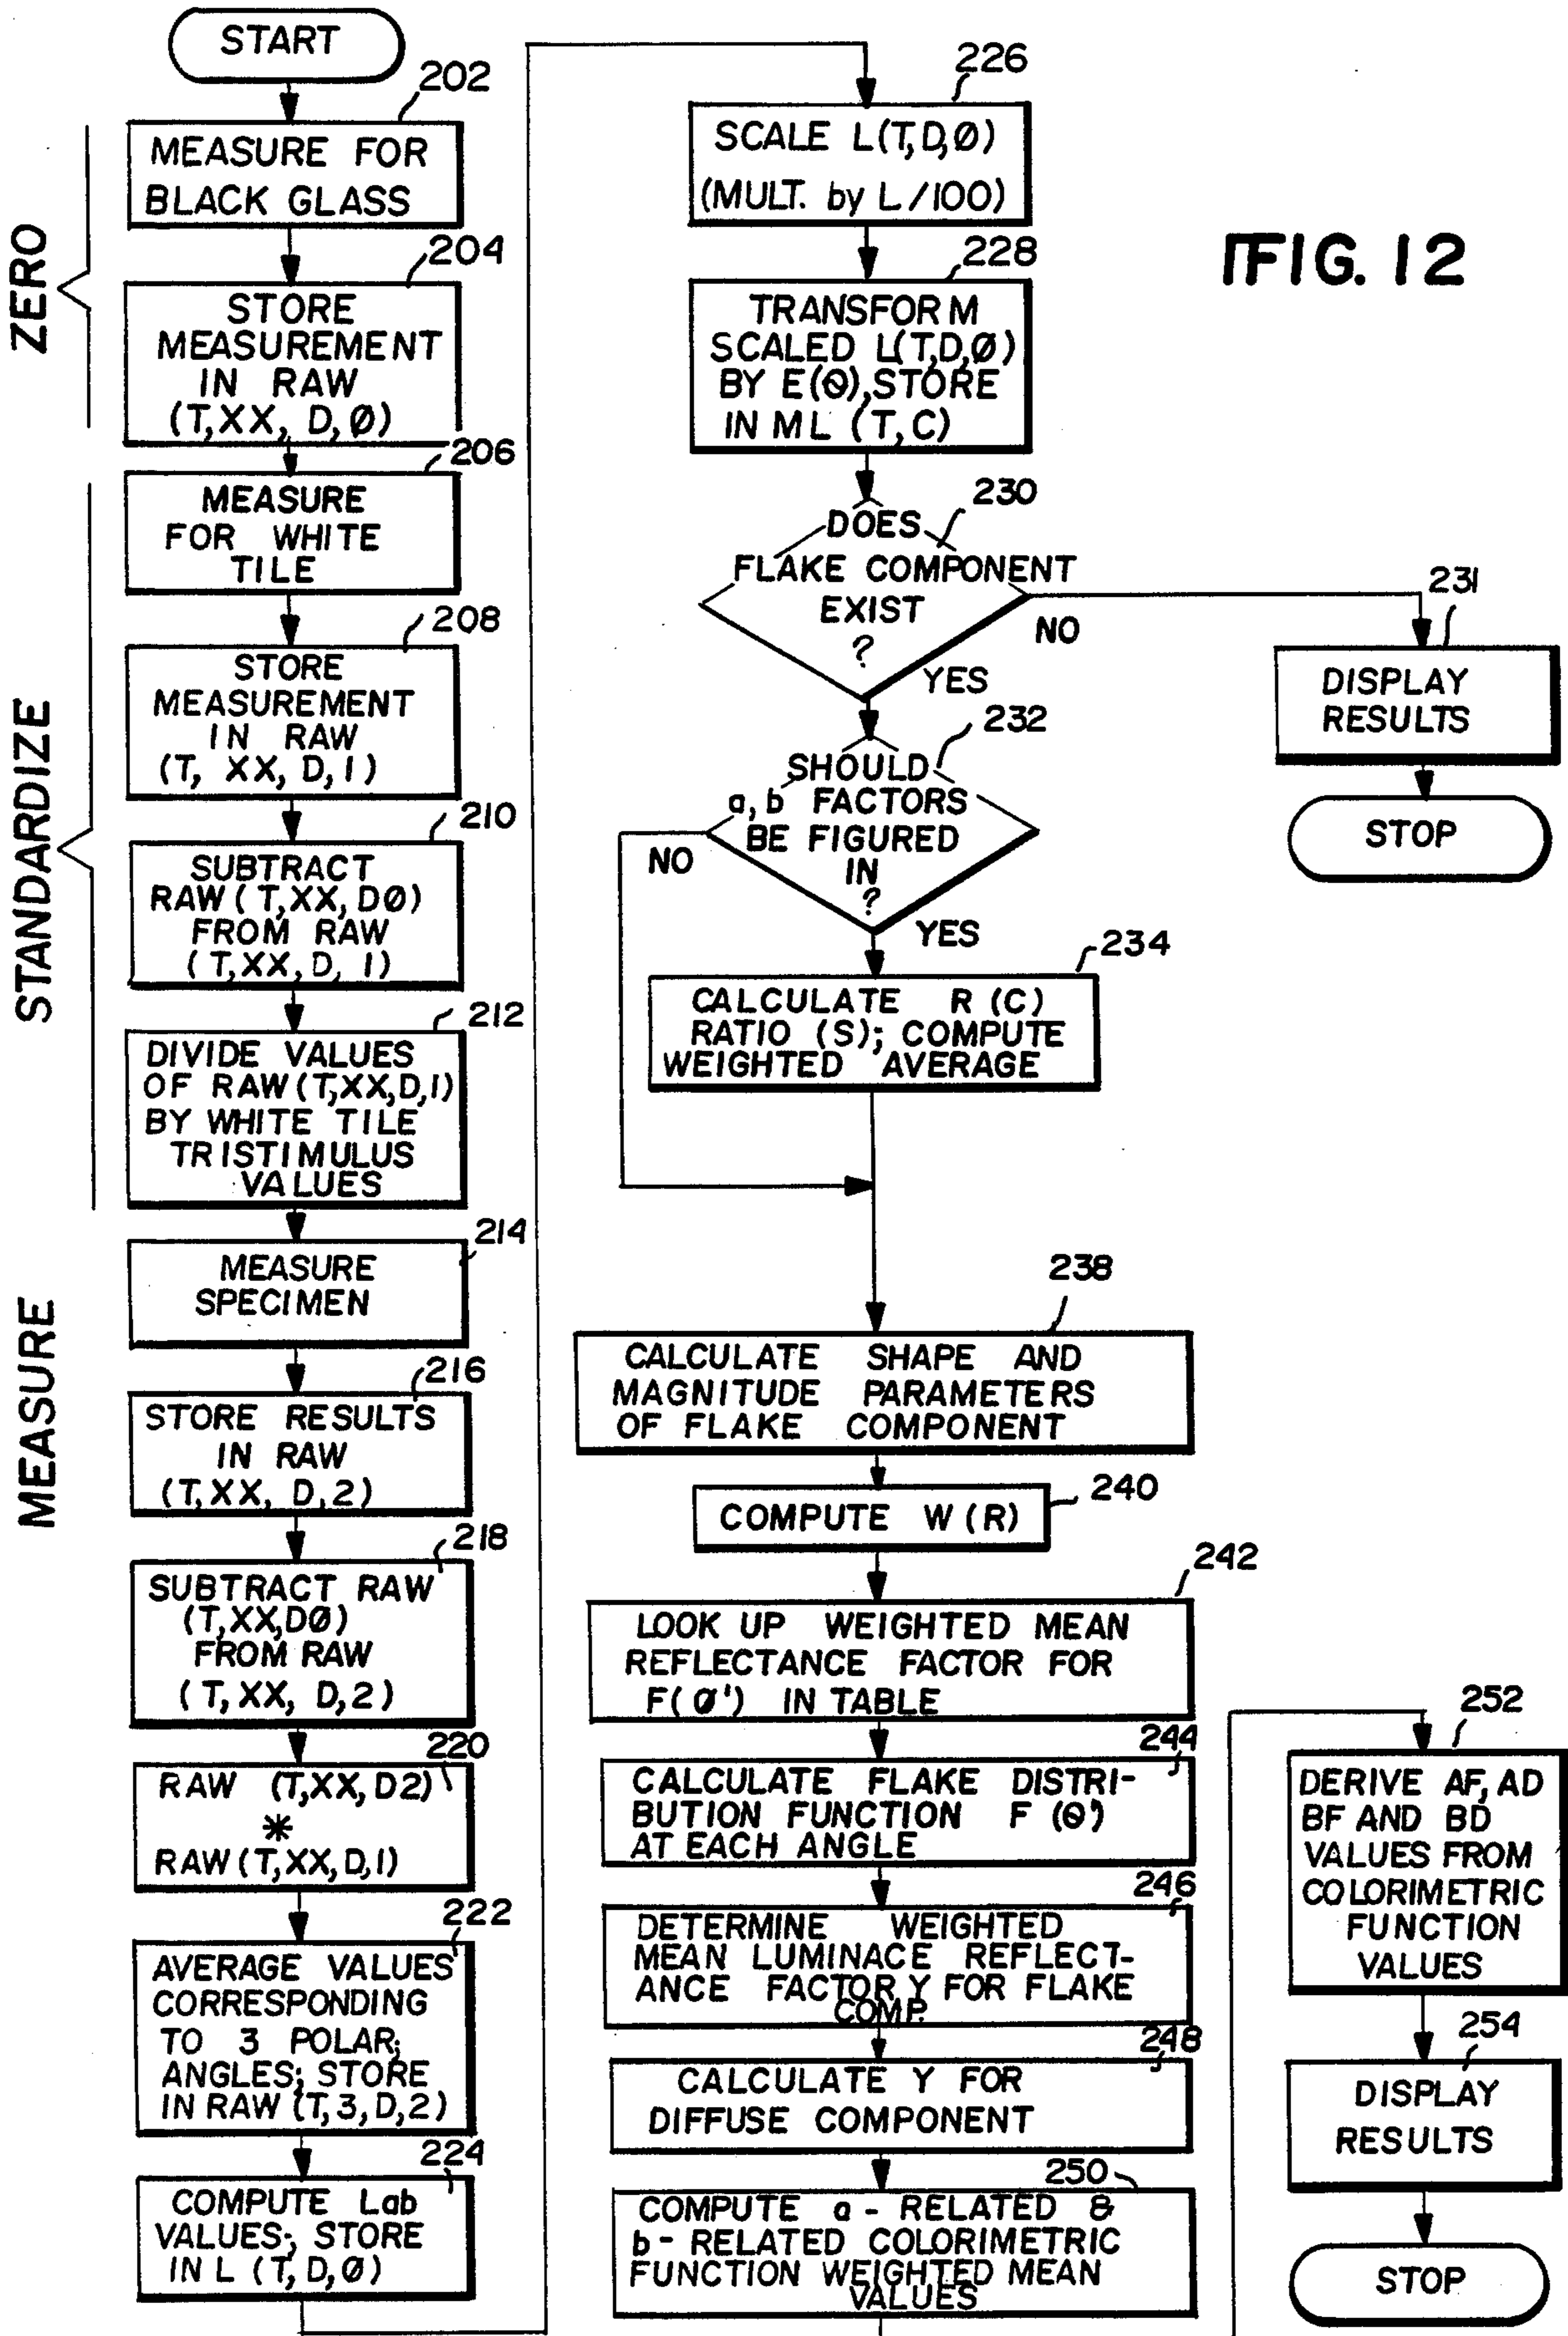 FIG. 12
START
ZERO
202
MEASURE FOR
BLACK GLASS
204
STORE
MEASUREMENT
IN RAW
(T,XX, D,Ø)
STANDARDIZE
206
MEASURE
FOR WHITE
TILE
208
STORE
MEASUREMENT
IN RAW
(T, XX, D,1)
210
SUBTRACT
RAW(T,XX, DØ)
FROM RAW
(T,XX, D, 1)
212
DIVIDE VALUES
OF RAW(T,XX,D,1)
BY WHITE TILE
TRISTIMULUS
VALUES
MEASURE
214
MEASURE
SPECIMEN
216
STORE RESULTS
IN RAW
(T,XX, D,2)
218
SUBTRACT RAW
(T,XX,DØ)
FROM RAW
(T,XX, D,2)
220
RAW (T,XX, D2)
*
RAW(T,XX,D,1)
222
AVERAGE VALUES
CORRESPONDING
TO 3 POLAR;
ANGLES; STORE
IN RAW (T,3,D,2)
224
COMPUTE Lab
VALUES; STORE
IN L (T,D,Ø)
226
SCALE L(T,D,Ø)
(MULT. by L/100)
228
TRANSFORM
SCALED L(T,D,Ø)
BY E(Θ),STORE
IN ML (T,C)
230
DOES
FLAKE COMPONENT
EXIST
?
NO
YES
231
DISPLAY
RESULTS
STOP
232
SHOULD
a, b FACTORS
BE FIGURED
IN
?
NO
YES
234
CALCULATE R (C)
RATIO (S); COMPUTE
WEIGHTED AVERAGE
238
CALCULATE SHAPE AND
MAGNITUDE PARAMETERS
OF FLAKE COMPONENT
240
COMPUTE W(R)
242
LOOK UP WEIGHTED MEAN
REFLECTANCE FACTOR FOR
F(Ø') IN TABLE
244
CALCULATE FLAKE DISTRI-
BUTION FUNCTION F (Θ')
AT EACH ANGLE
246
DETERMINE WEIGHTED
MEAN LUMINACE REFLECT-
ANCE FACTOR Y FOR FLAKE
COMP.
248
CALCULATE Y FOR
DIFFUSE COMPONENT
250
COMPUTE a - RELATED &
b - RELATED COLORIMETRIC
FUNCTION WEIGHTED MEAN
VALUES
252
DERIVE AF, AD
BF AND BD
VALUES FROM
COLORIMETRIC
FUNCTION
VALUES
254
DISPLAY
RESULTS
STOP